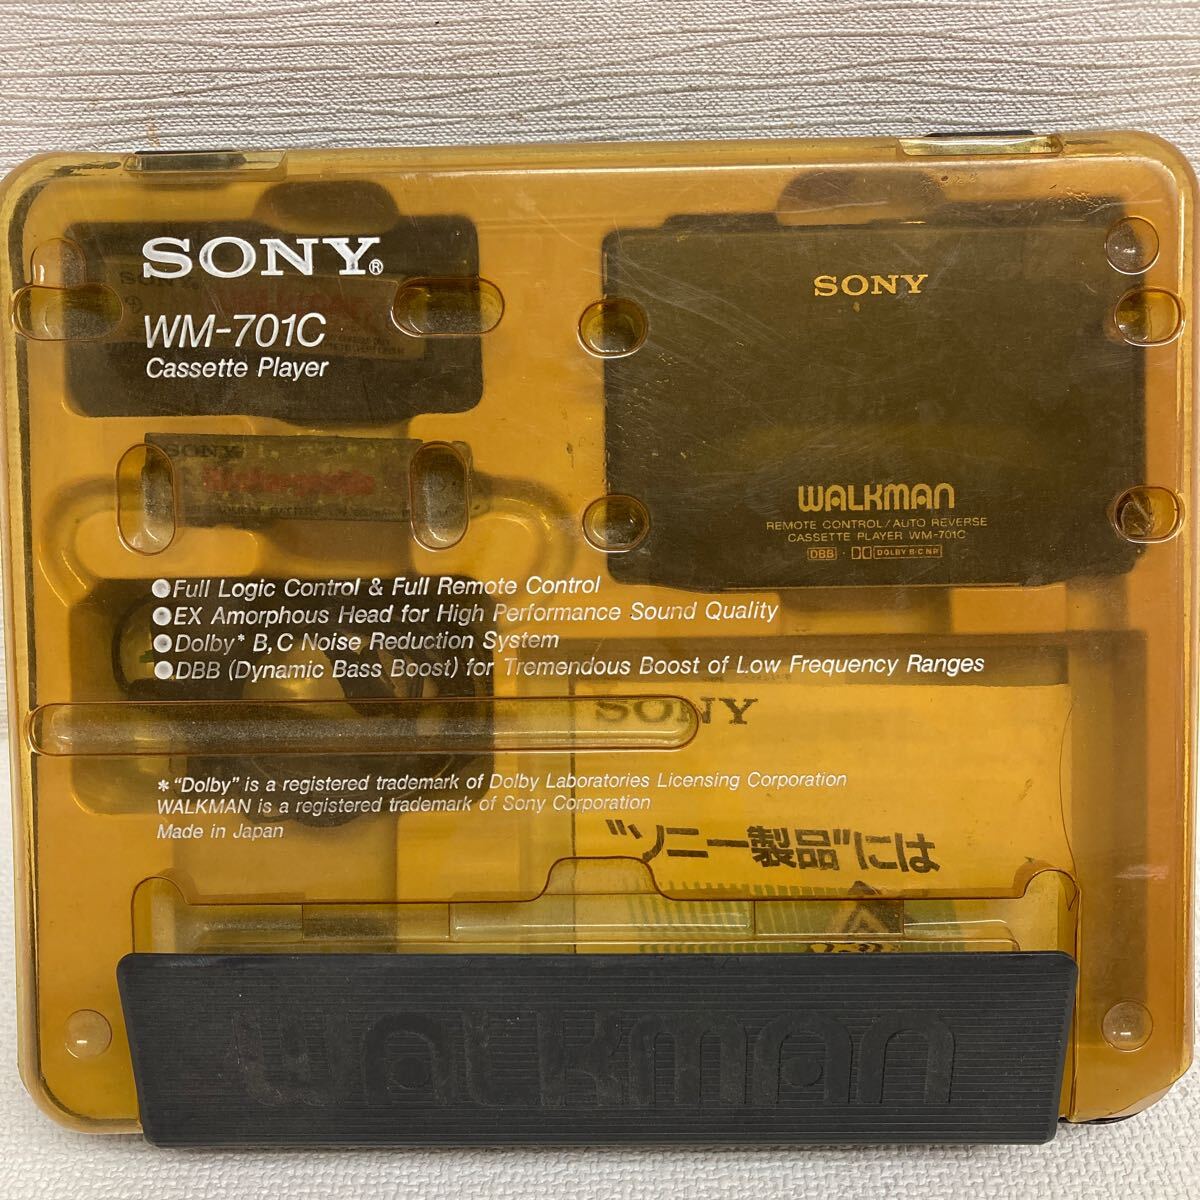 SONY®
WM-701C
Cassette Player
SONY
SONY
WALKMAN
REMOTE CONTROL/AUTO REVERSE
CASSETTE PLAYER WM-701C
DBB · DOLBY B·C NR
SONY
Rechargeable
●Full Logic Control & Full Remote Control
●EX Amorphous Head for High Performance Sound Quality
●Dolby* B, C Noise Reduction System
●DBB (Dynamic Bass Boost) for Tremendous Boost of Low Frequency Ranges
SONY
* "Dolby" is a registered trademark of Dolby Laboratories Licensing Corporation
WALKMAN is a registered trademark of Sony Corporation
Made in Japan
"ソニー製品"には
WALKMAN